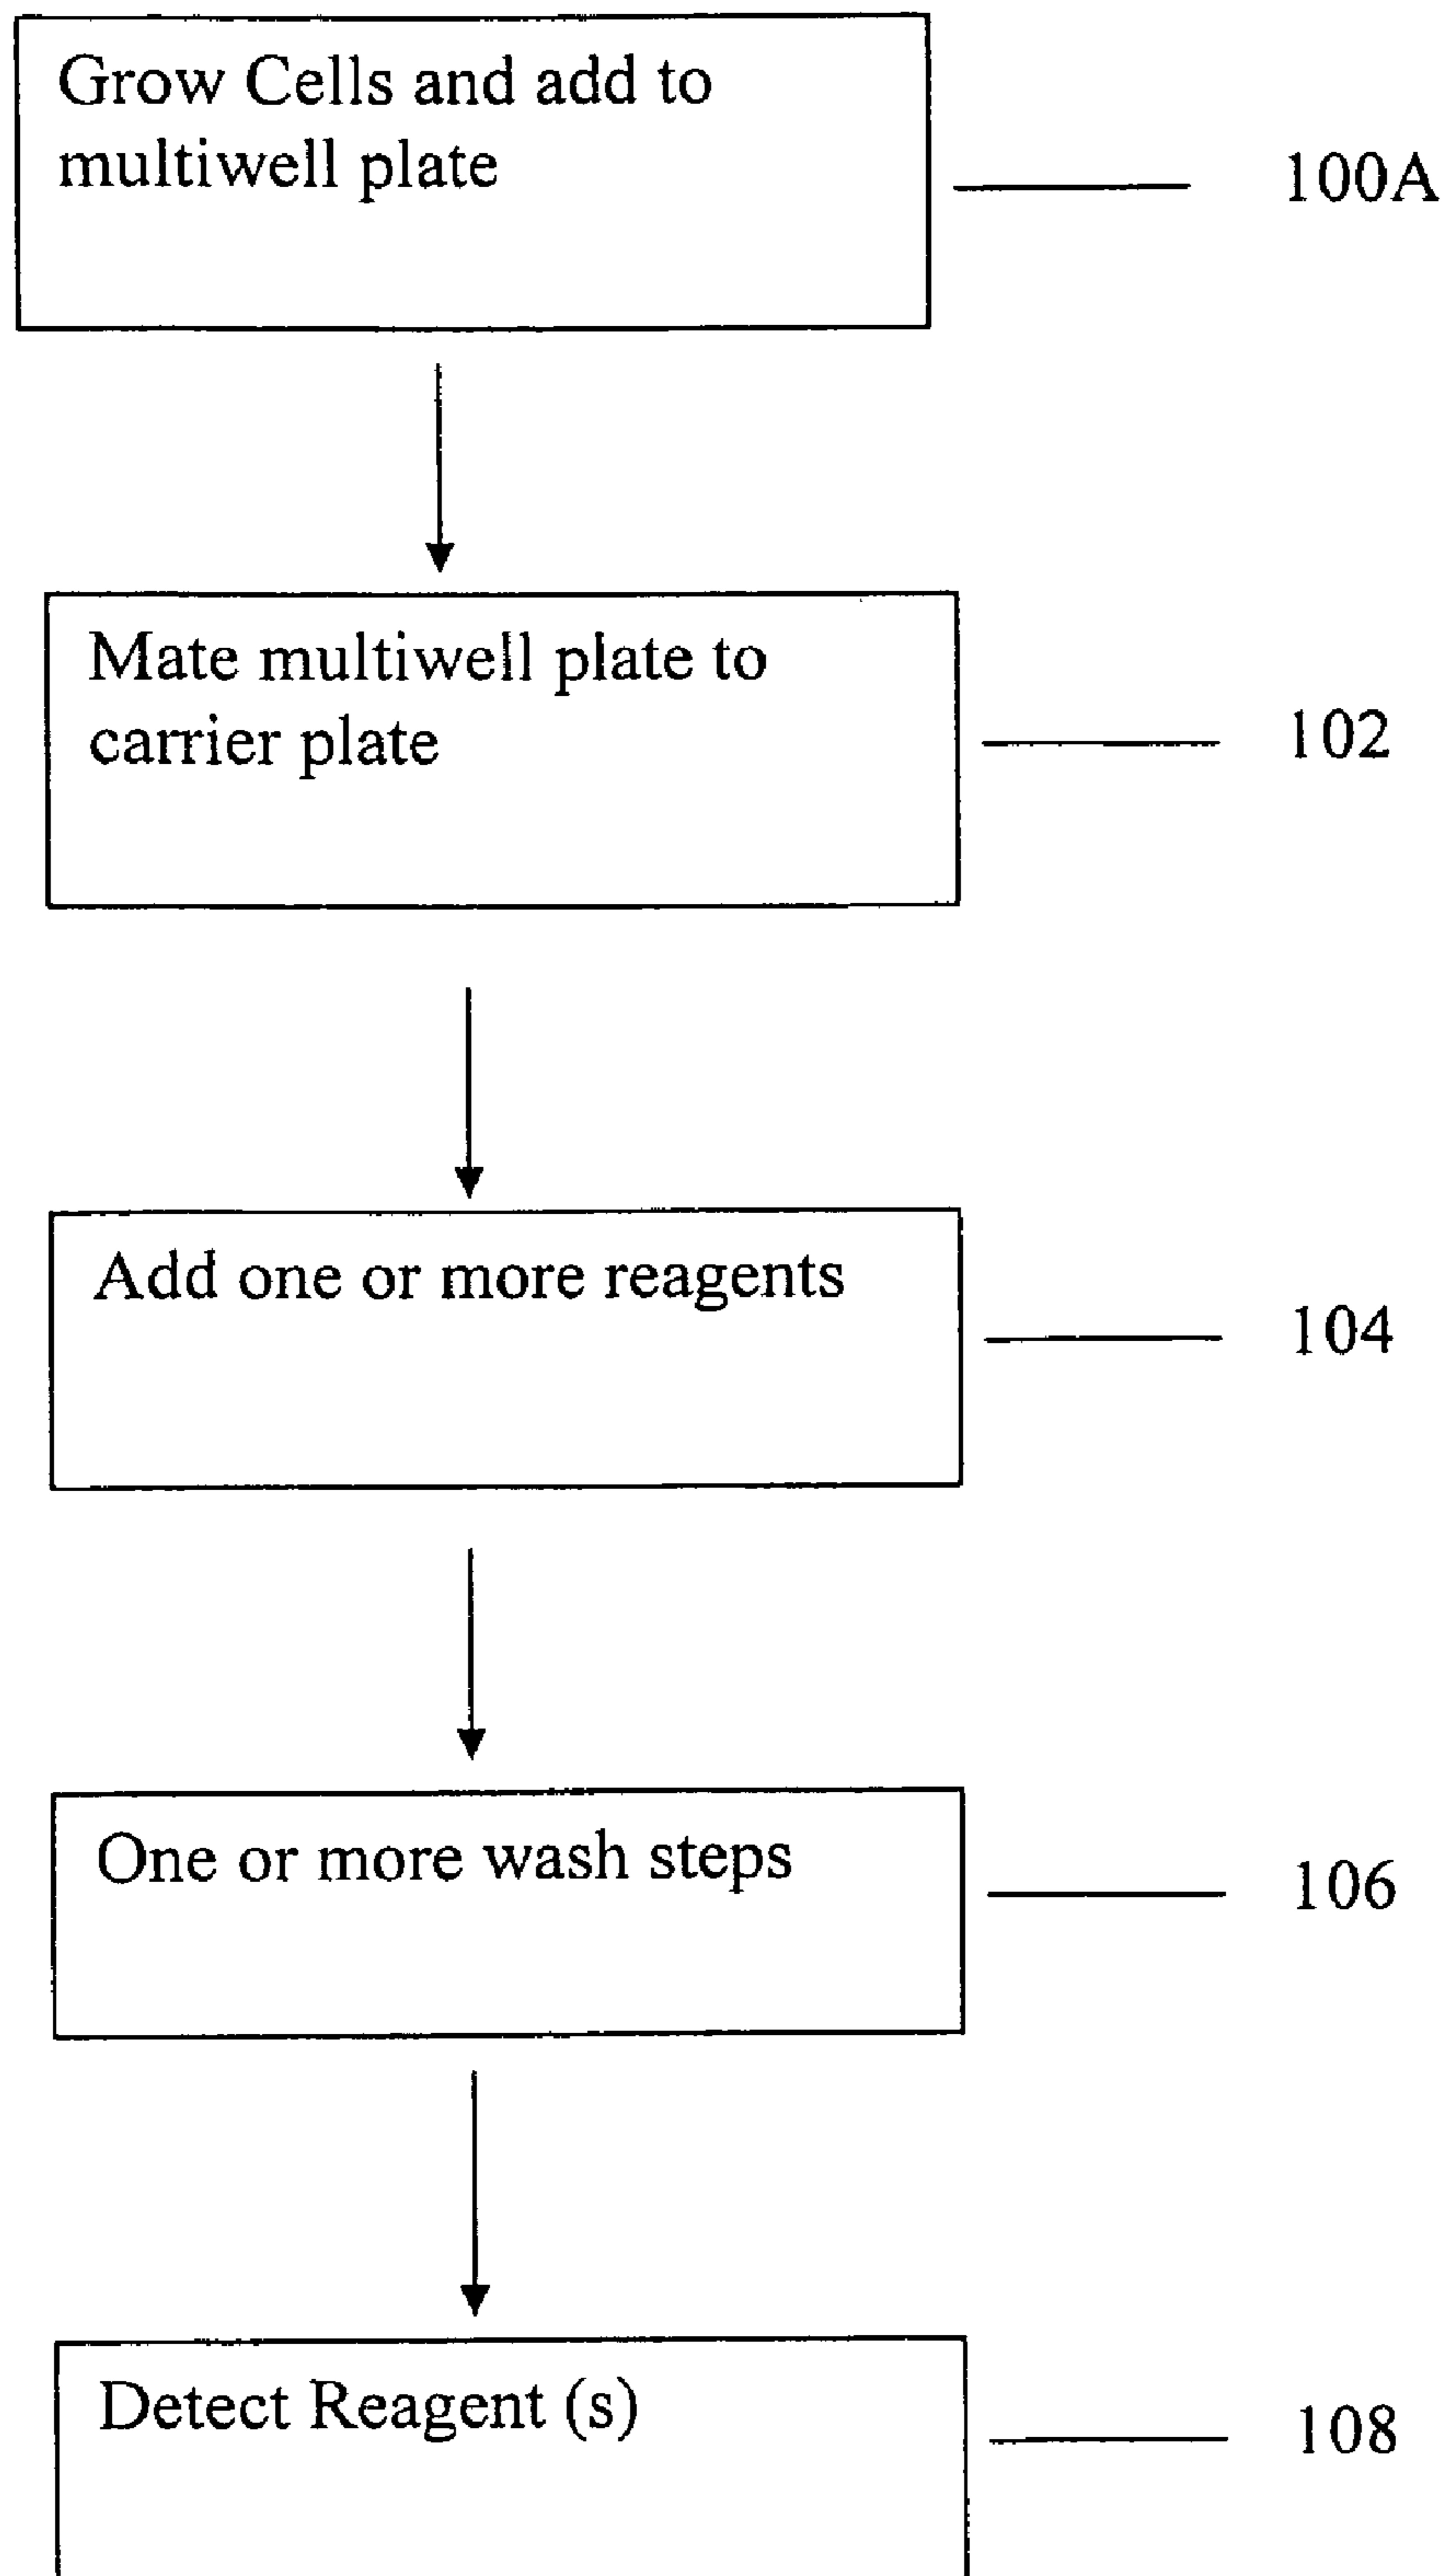 Grow Cells and add to
multiwell plate
100A
Mate multiwell plate to
carrier plate
102
Add one or more reagents
104
One or more wash steps
106
Detect Reagent (s)
108